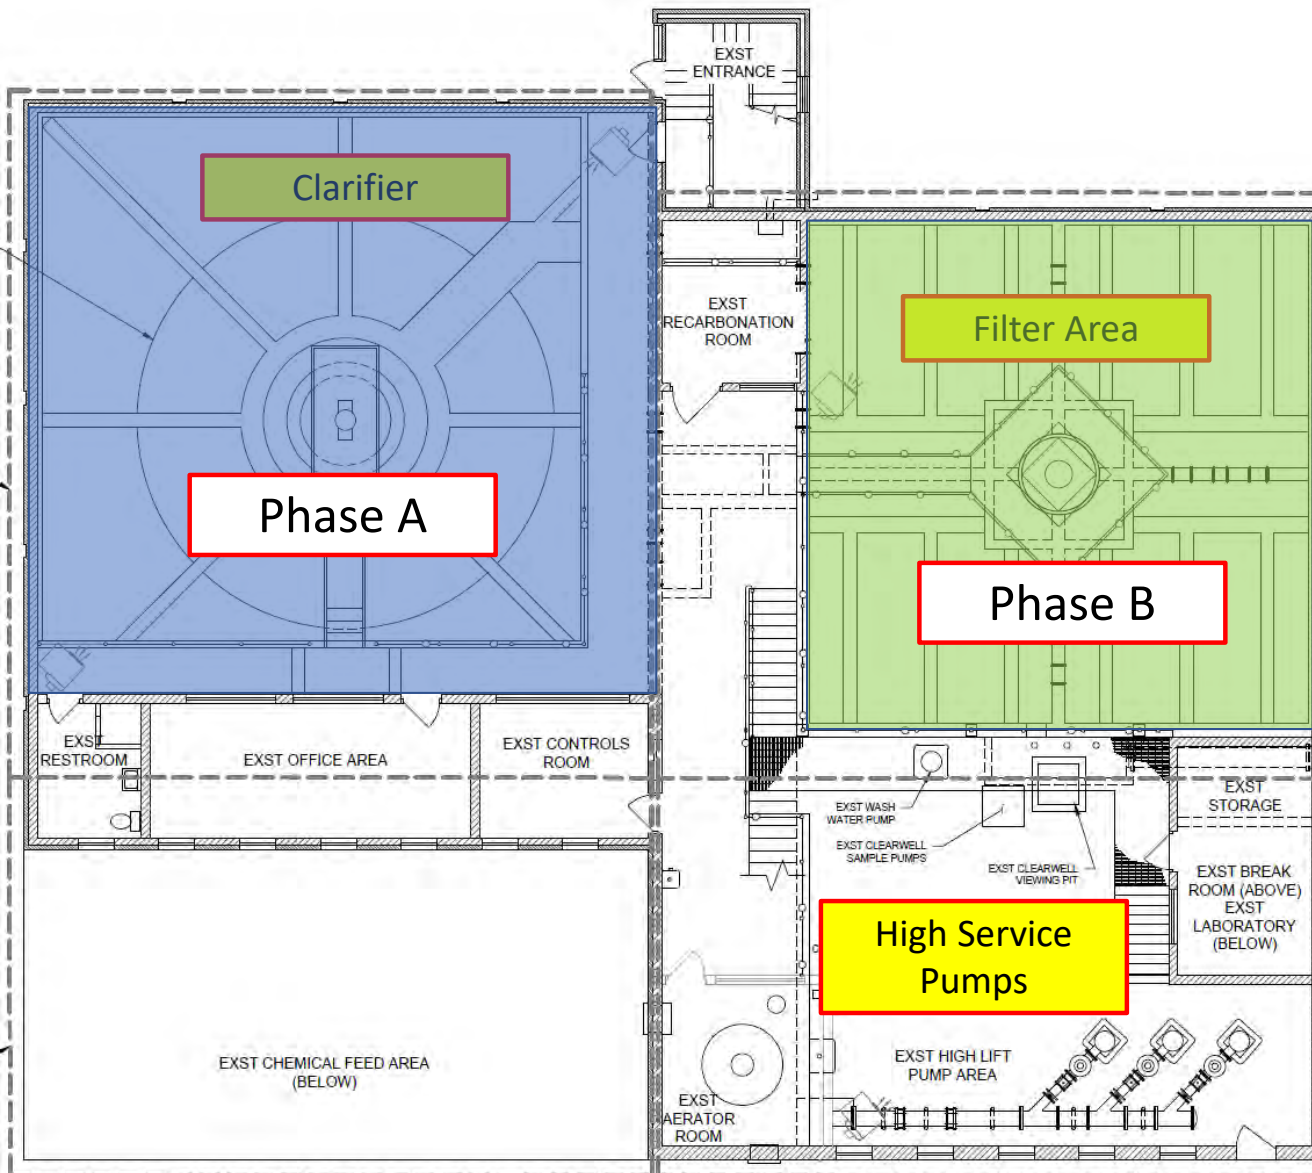 EXST
ENTRANCE
Clarifier
EXST
RECARBONATION
ROOM
Filter Area
Phase A
Phase B
EXST
RESTROOM
EXST OFFICE AREA
EXST CONTROLS
ROOM
EXST WASH
WATER PUMP
EXST CLEARWELL
SAMPLE PUMPS
EXST CLEARWELL
VIEWING PIT
EXST
STORAGE
EXST BREAK
ROOM (ABOVE)
EXST
LABORATORY
(BELOW)
High Service
Pumps
EXST CHEMICAL FEED AREA
(BELOW)
EXST
AERATOR
ROOM
EXST HIGH LIFT
PUMP AREA